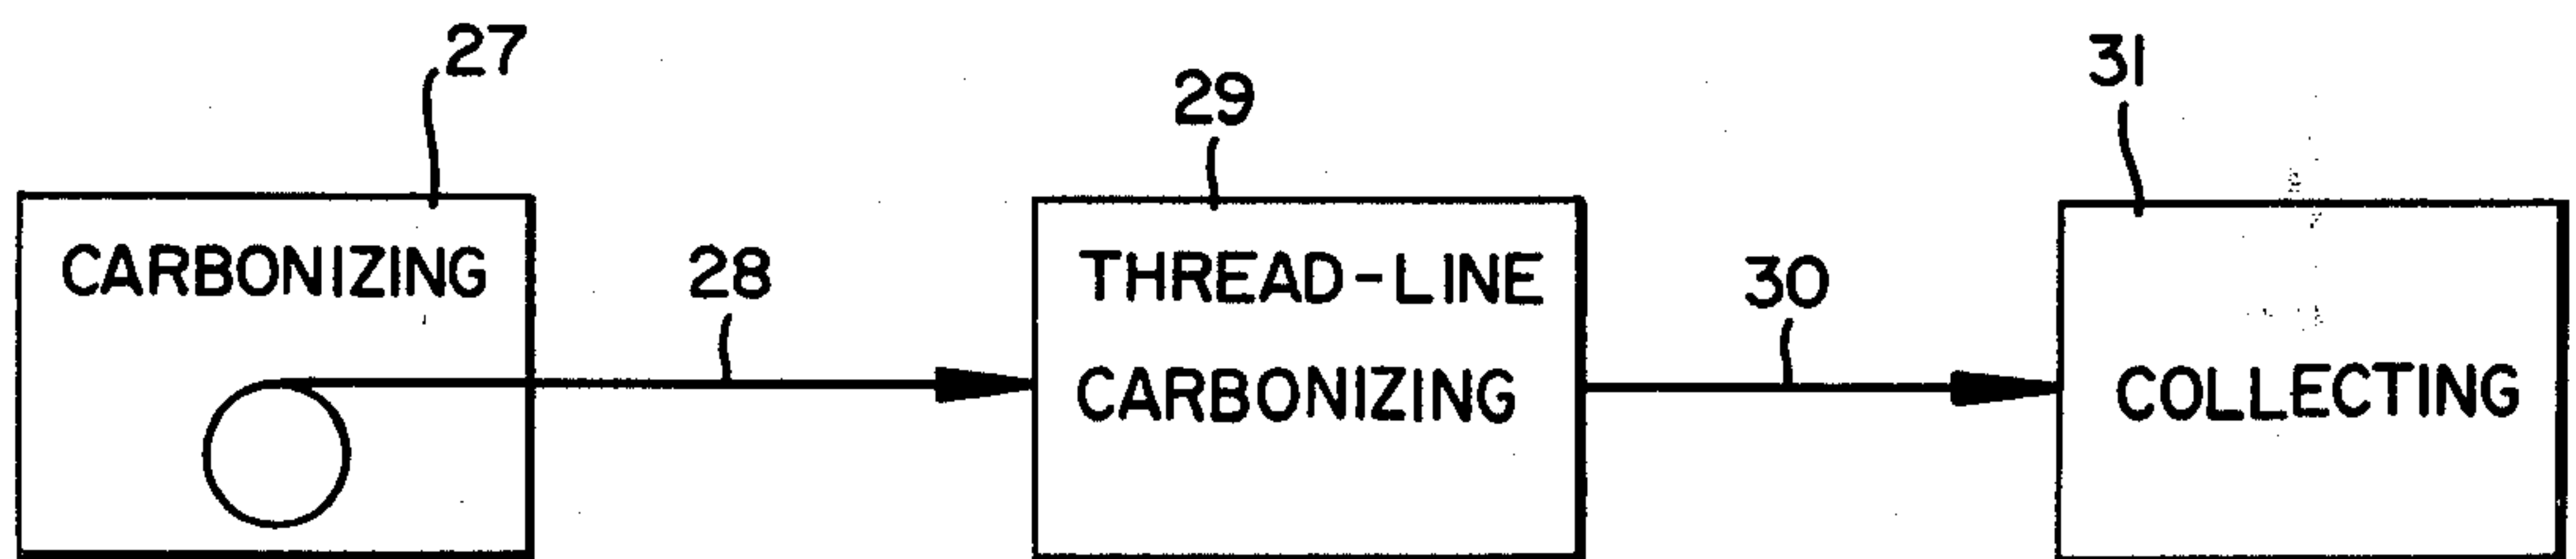 27
29
31
CARBONIZING
28
THREAD-LINE
CARBONIZING
30
COLLECTING